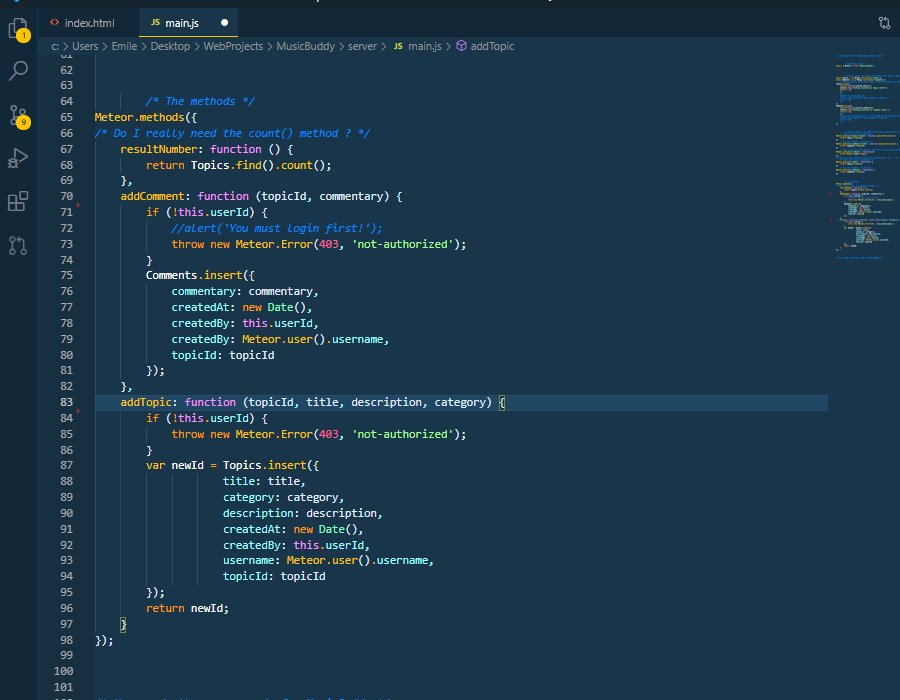 index.html
JS main.js
1
c: > Users > Emile > Desktop > WebProjects > MusicBuddy > server > JS main.js > addTopic
61
62
63
64 /* The methods */
65 Meteor.methods({
66 /* Do I really need the count() method ? */
67 resultNumber: function () {
68 return Topics.find().count();
69 },
70 addComment: function (topicId, commentary) {
71 if (!this.userId) {
72 //alert('You must login first!');
73 throw new Meteor.Error(403, 'not-authorized');
74 }
75 Comments.insert({
76 commentary: commentary,
77 createdAt: new Date(),
78 createdBy: this.userId,
79 createdBy: Meteor.user().username,
80 topicId: topicId
81 });
82 },
83 addTopic: function (topicId, title, description, category) {
84 if (!this.userId) {
85 throw new Meteor.Error(403, 'not-authorized');
86 }
87 var newId = Topics.insert({
88 title: title,
89 category: category,
90 description: description,
91 createdAt: new Date(),
92 createdBy: this.userId,
93 username: Meteor.user().username,
94 topicId: topicId
95 });
96 return newId;
97 }
98 });
99
100
101
9